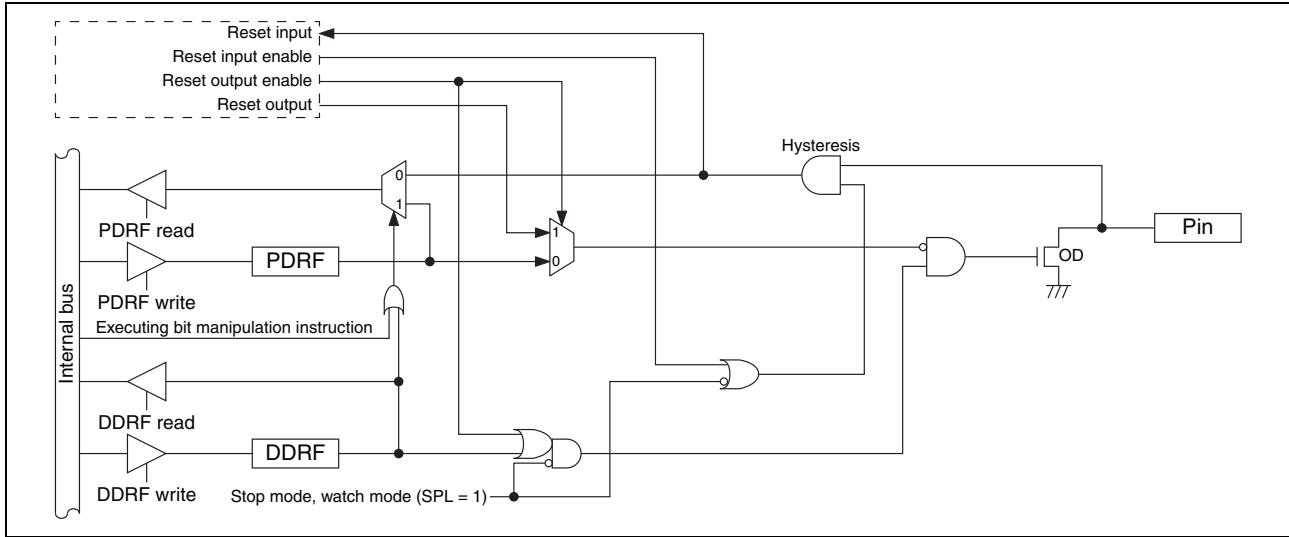 Reset input
Reset input enable
Reset output enable
Reset output
Hysteresis
0
1
PDRF read
1
0
Pin
OD
PDRF
PDRF write
Executing bit manipulation instruction
Internal bus
DDRF read
DDRF
DDRF write
Stop mode, watch mode (SPL = 1)